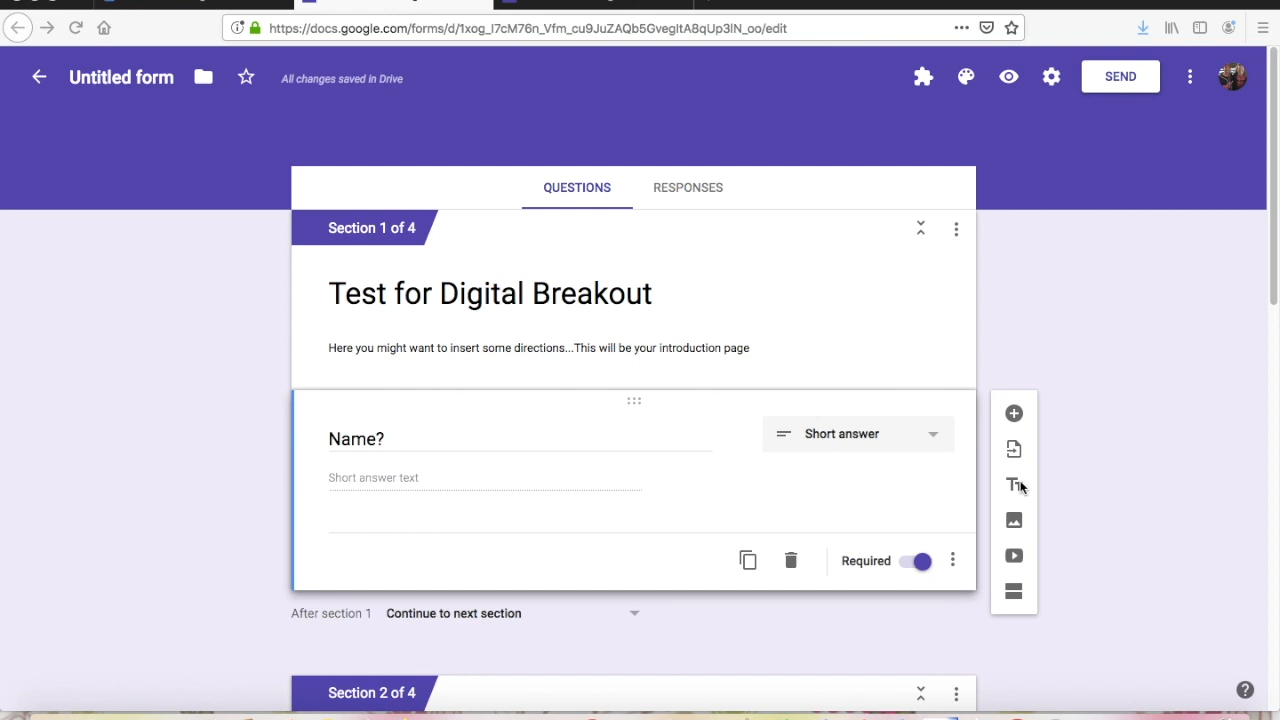 https://docs.google.com/forms/d/1xog_I7cM76n_Vfm_cu9JuZAQb5GvegItA8qUp3lN_oo/edit
Untitled form
All changes saved in Drive
SEND
QUESTIONS RESPONSES
Section 1 of 4
Test for Digital Breakout
Here you might want to insert some directions...This will be your introduction page
Name?
Short answer
Short answer text
Required
After section 1 Continue to next section
Section 2 of 4